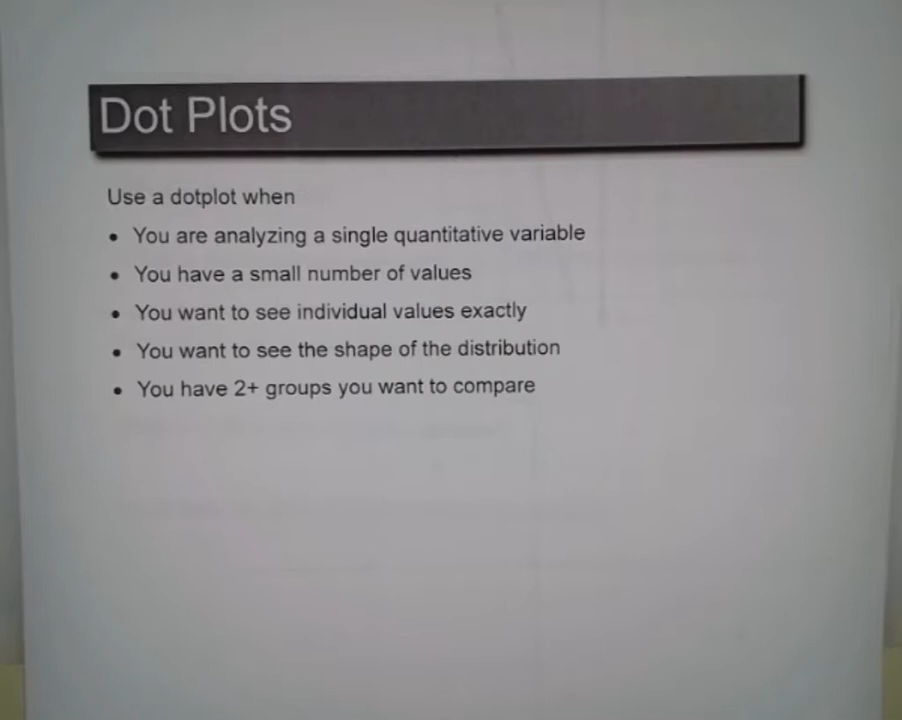 Dot Plots
Use a dotplot when
• You are analyzing a single quantitative variable
• You have a small number of values
• You want to see individual values exactly
• You want to see the shape of the distribution
• You have 2+ groups you want to compare